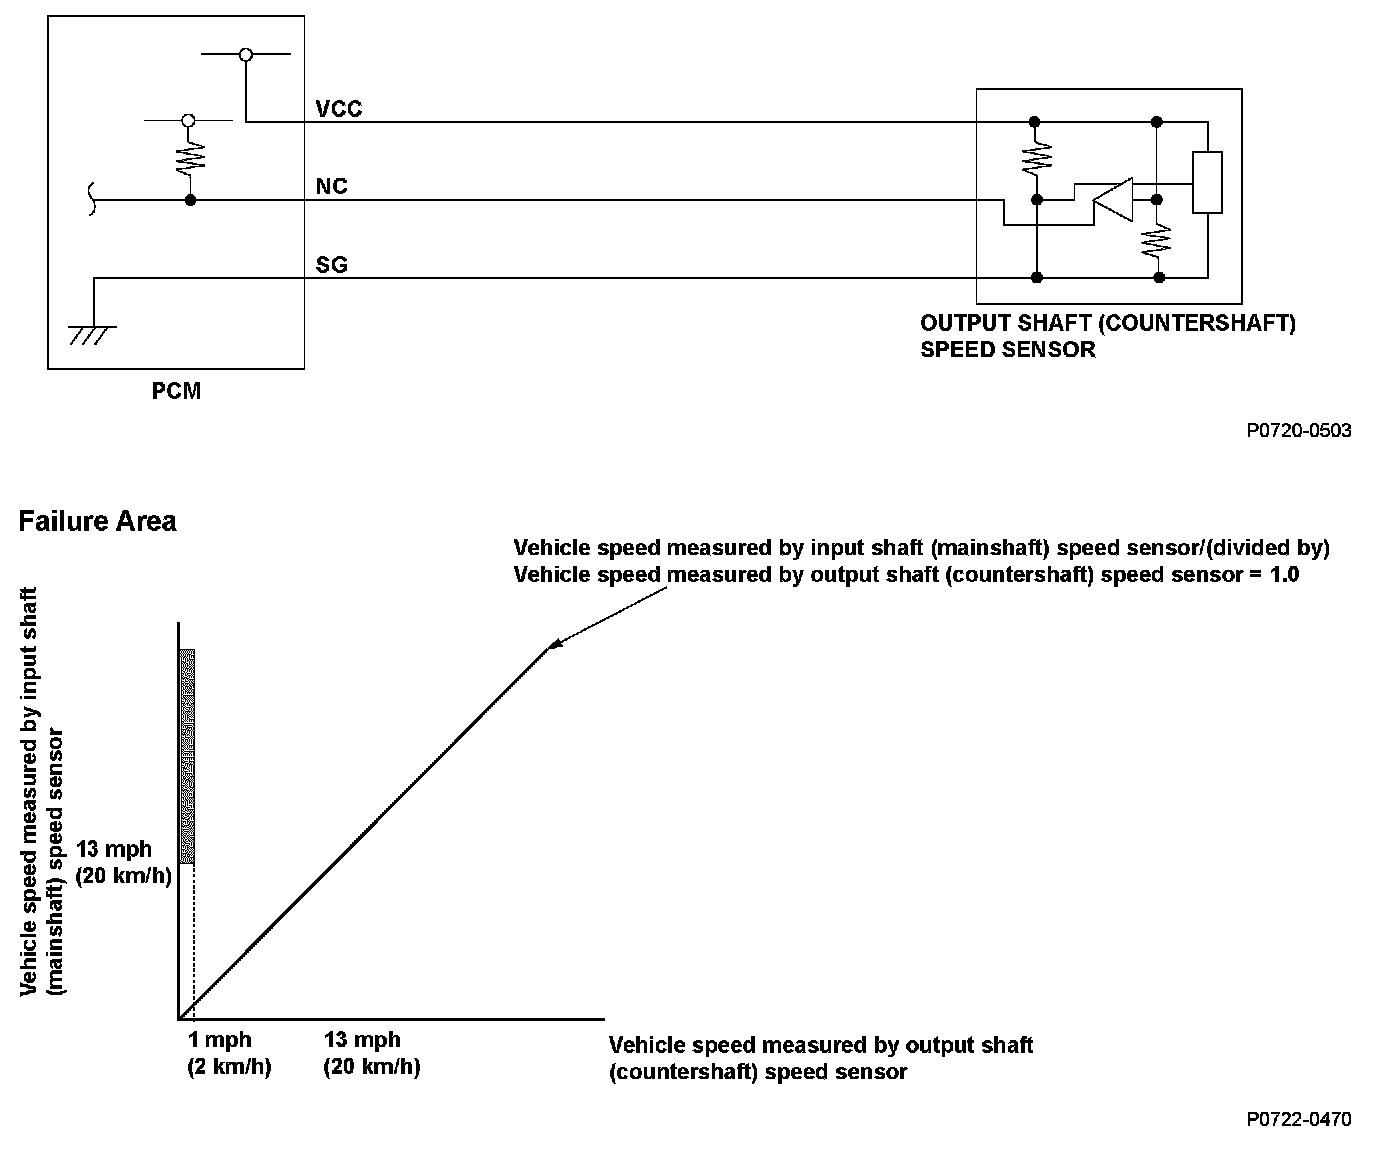 VCC
NC
SG
OUTPUT SHAFT (COUNTERSHAFT)
SPEED SENSOR
PCM
P0720-0503
Failure Area
Vehicle speed measured by input shaft (mainshaft) speed sensor/(divided by)
Vehicle speed measured by output shaft (countershaft) speed sensor = 1.0
Vehicle speed measured by input shaft
(mainshaft) speed sensor
13 mph
(20 km/h)
1 mph
(2 km/h)
13 mph
(20 km/h)
Vehicle speed measured by output shaft
(countershaft) speed sensor
P0722-0470